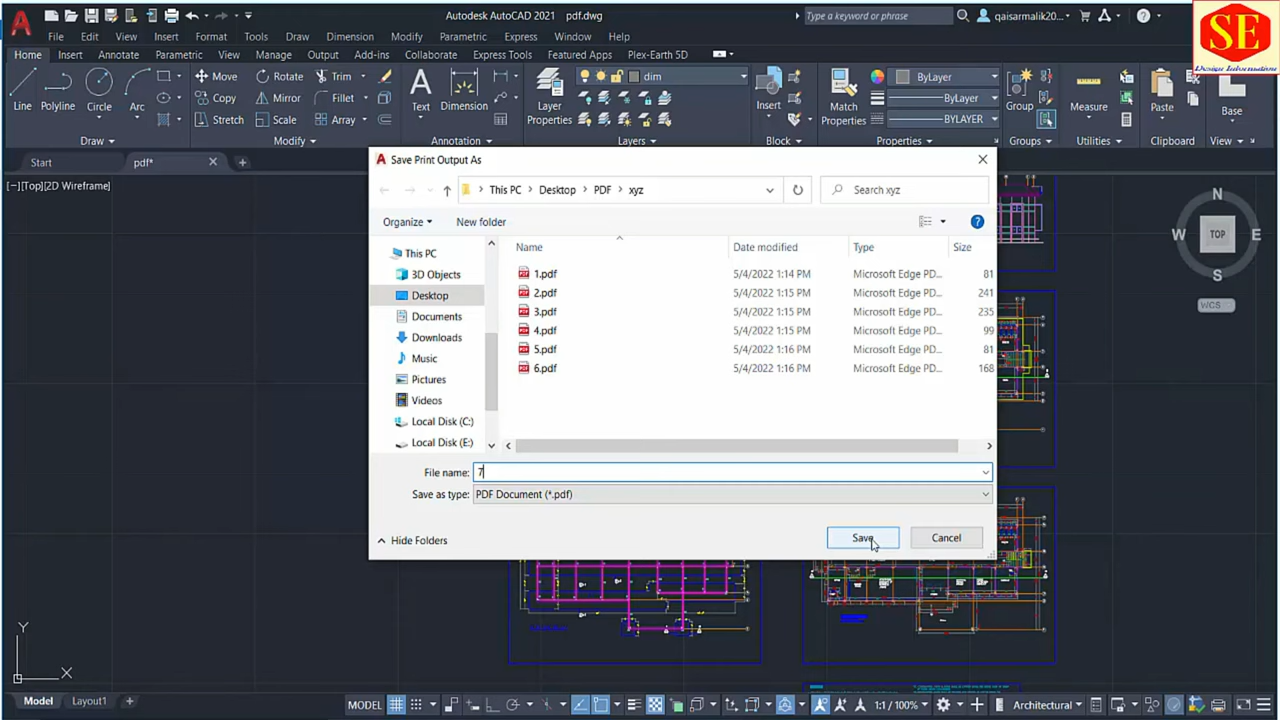 Autodesk AutoCAD 2021 pdf.dwg
Type a keyword or phrase
qaisarmalik20...
SE
Design Information
File Edit View Insert Format Tools Draw Dimension Modify Parametric Express Window Help
Home Insert Annotate Parametric View Manage Output Add-ins Collaborate Express Tools Featured Apps Plex-Earth 5D
Line Polyline Circle Arc
Move Rotate Trim
Copy Mirror Fillet
Stretch Scale Array
Text Dimension
Layer Properties
dim
Insert
Match Properties
ByLayer
ByLayer
BYLAYER
Group
Measure
Paste
Base
Draw Modify Annotation Layers Block Properties Groups Utilities Clipboard View
Start pdf*
[−][Top][2D Wireframe]
N
W TOP E
S
WCS
Save Print Output As
This PC Desktop PDF xyz
Search xyz
Organize New folder
Name Date modified Type Size
This PC
3D Objects
Desktop
Documents
Downloads
Music
Pictures
Videos
Local Disk (C:)
Local Disk (E:)
1.pdf 5/4/2022 1:14 PM Microsoft Edge PD... 81
2.pdf 5/4/2022 1:15 PM Microsoft Edge PD... 241
3.pdf 5/4/2022 1:15 PM Microsoft Edge PD... 235
4.pdf 5/4/2022 1:15 PM Microsoft Edge PD... 99
5.pdf 5/4/2022 1:16 PM Microsoft Edge PD... 81
6.pdf 5/4/2022 1:16 PM Microsoft Edge PD... 168
File name: 7
Save as type: PDF Document (*.pdf)
Hide Folders
Save Cancel
Y
X
Model Layout1
MODEL 1:1 / 100% Architectural